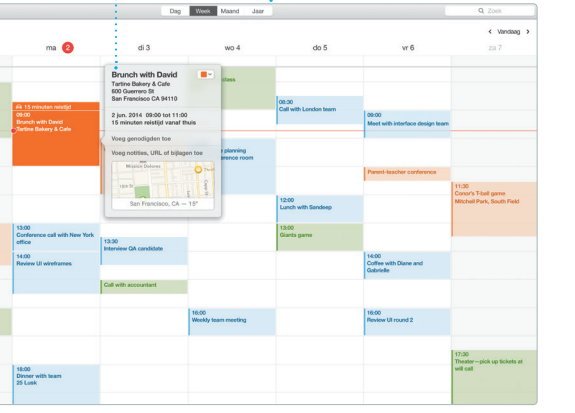 Dag Week Maand Jaar
Zoek
Vandaag
ma 2
di 3
wo 4
do 5
vr 6
za 7
15 minuten reistijd
09:00
Brunch with David
Tartine Bakery & Cafe
13:00
Conference call with New York
office
14:00
Review UI wireframes
18:00
Dinner with team
25 Lusk
Brunch with David
Tartine Bakery & Cafe
600 Guerrero St
San Francisco CA 94110
2 jun. 2014 09:00 tot 11:00
15 minuten reistijd vanaf thuis
Voeg genodigden toe
Voeg notities, URL of bijlagen toe
Mission Dolores
San Francisco, CA — 15°
13:30
Interview QA candidate
Call with accountant
class
planning
room
16:00
Weekly team meeting
08:30
Call with London team
12:00
Lunch with Sandeep
13:00
Giants game
09:00
Meet with interface design team
Parent-teacher conference
14:00
Coffee with Diane and
Gabrielle
16:00
Review UI round 2
11:30
Conor's T-ball game
Mitchell Park, South Field
17:30
Theater—pick up tickets at
will call